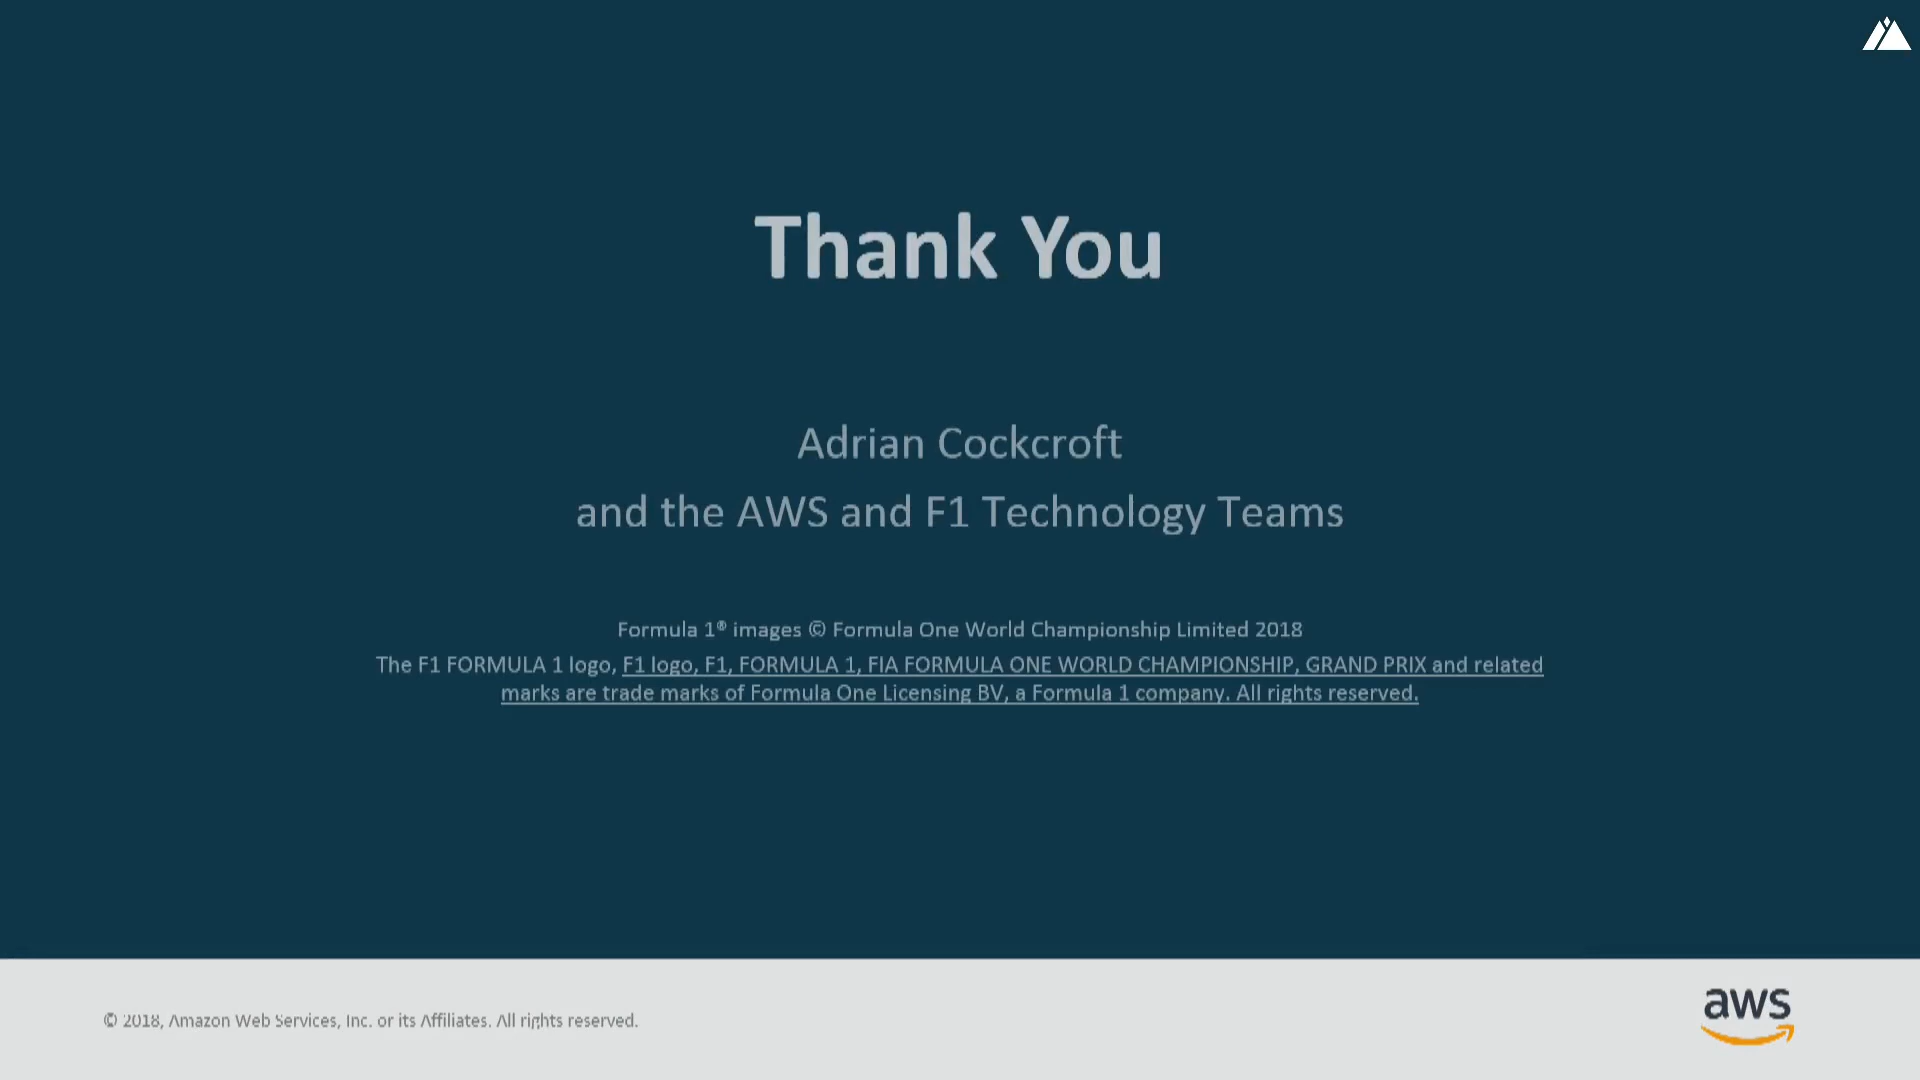 Thank You
Adrian Cockcroft
and the AWS and F1 Technology Teams
Formula 1® images © Formula One World Championship Limited 2018
The F1 FORMULA 1 logo, F1 logo, F1, FORMULA 1, FIA FORMULA ONE WORLD CHAMPIONSHIP, GRAND PRIX and related
marks are trade marks of Formula One Licensing BV, a Formula 1 company. All rights reserved.
© 2018, Amazon Web Services, Inc. or its Affiliates. All rights reserved.
aws